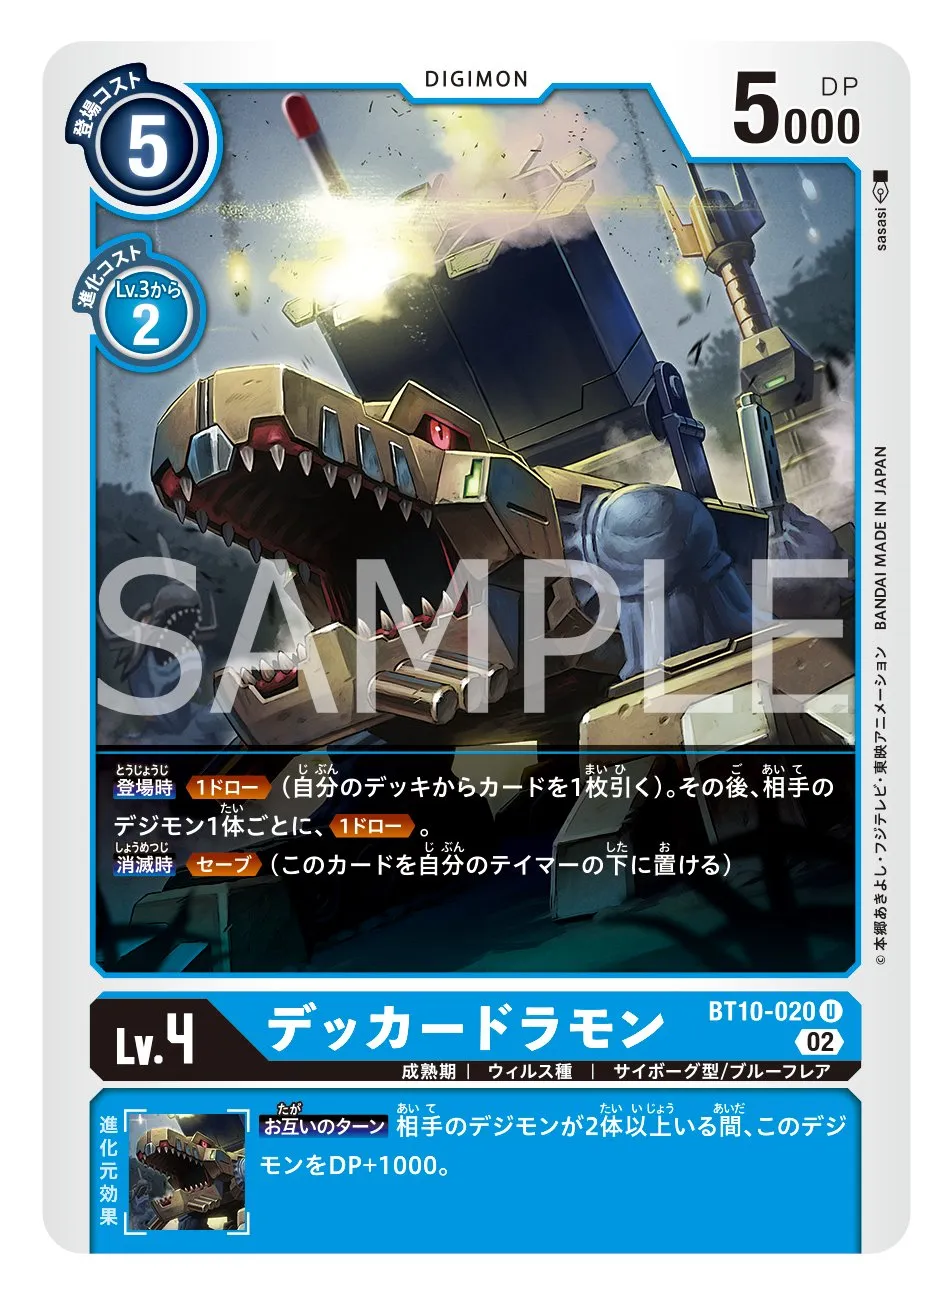 DIGIMON
登場コスト
5
DP
5000
進化コスト
Lv.3から
2
sasasi
SAMPLE
登場時 1ドロー (自分のデッキからカードを1枚引く)。その後、相手の
デジモン1体ごとに、1ドロー。
消滅時 セーブ (このカードを自分のテイマーの下に置ける)
©本郷あきよし・フジテレビ・東映アニメーション BANDAI MADE IN JAPAN
Lv.4
デッカードラモン
BT10-020 U
02
成熟期 | ウィルス種 | サイボーグ型/ブルーフレア
進化元効果
お互いのターン 相手のデジモンが2体以上いる間、このデジ
モンをDP+1000。